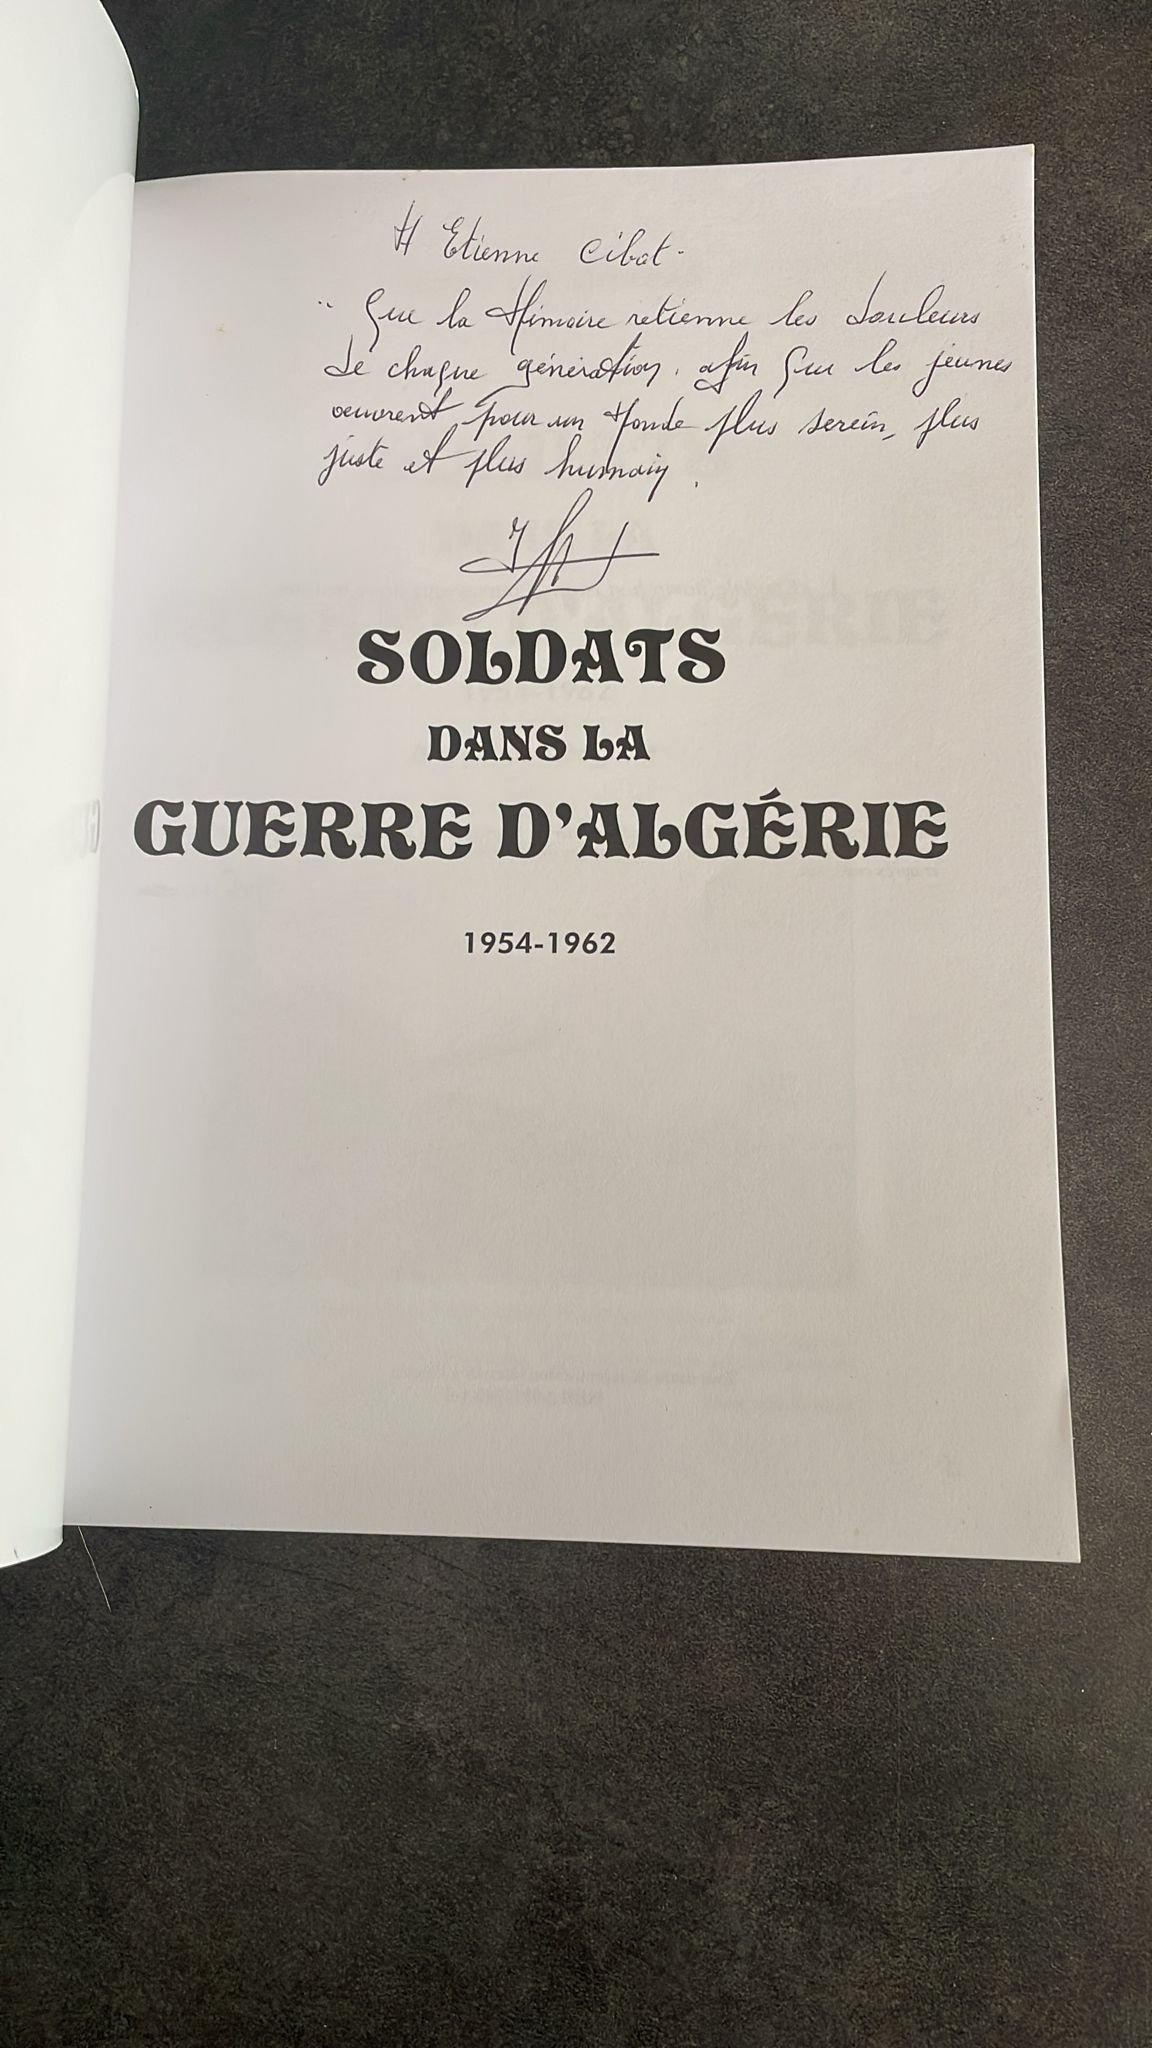 A Etienne Cibot.
" Que la Mémoire retienne les douleurs
de chaque génération. afin que les jeunes
œuvrent pour un Monde plus serein, plus
juste et plus humain.
SOLDATS
DANS LA
GUERRE D'ALGÉRIE
1954-1962